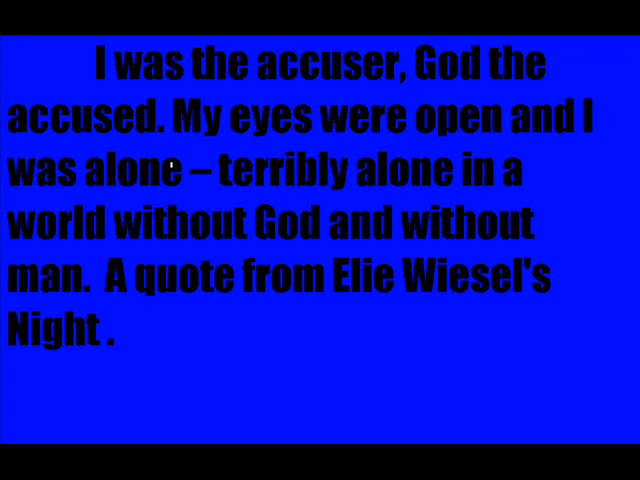 I was the accuser, God the
accused. My eyes were open and I
was alone – terribly alone in a
world without God and without
man.  A quote from Elie Wiesel's
Night .